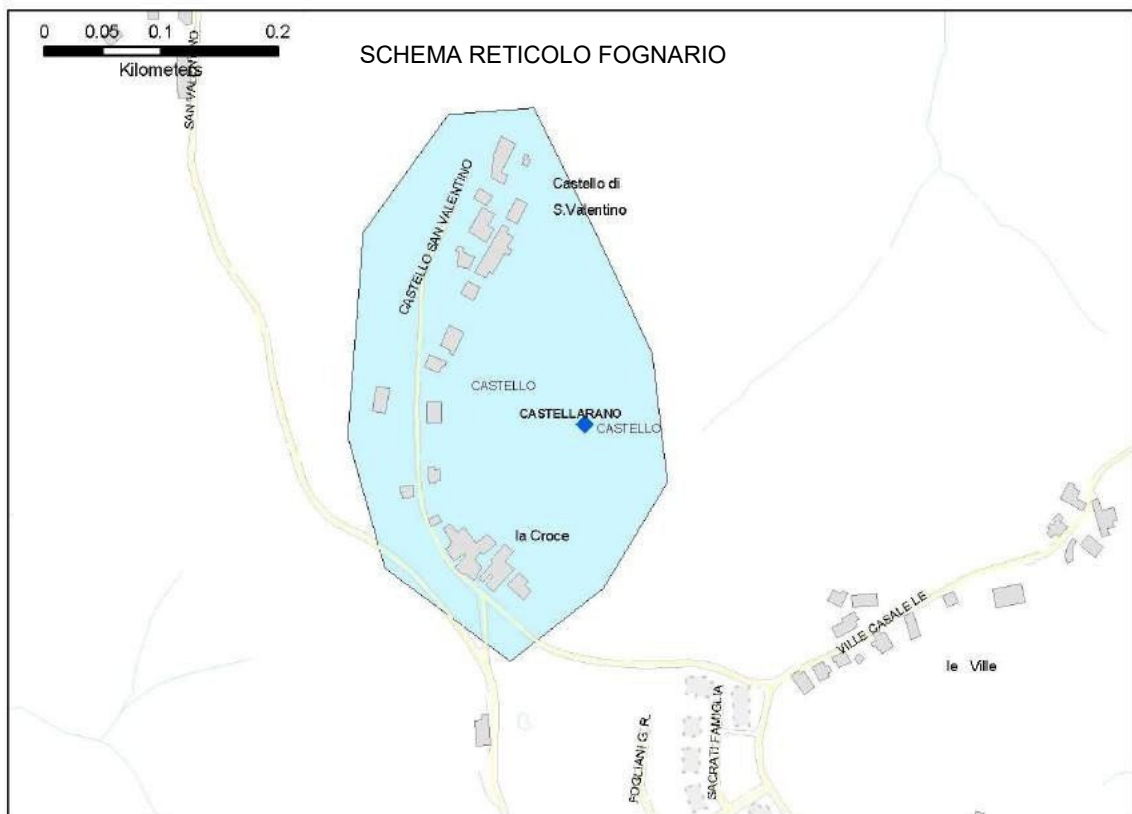 0 0.05 0.1 0.2
Kilometers
SCHEMA RETICOLO FOGNARIO
SAN VALENTINO
Castello di
S.Valentino
CASTELLO SAN VALENTINO
CASTELLO
CASTELLARANO
CASTELLO
la Croce
VILLE CASALE LE
le Ville
FOGLIANI G.R.
SACRATI FAMIGLIA